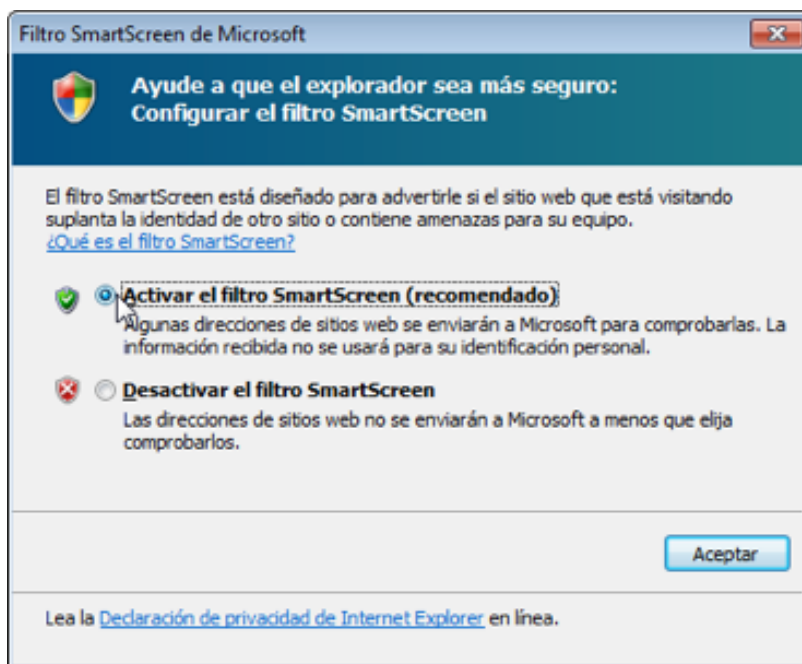 Filtro SmartScreen de Microsoft
Ayude a que el explorador sea más seguro:
Configurar el filtro SmartScreen
El filtro SmartScreen está diseñado para advertirle si el sitio web que está visitando
suplanta la identidad de otro sitio o contiene amenazas para su equipo.
¿Qué es el filtro SmartScreen?
Activar el filtro SmartScreen (recomendado)
Algunas direcciones de sitios web se enviarán a Microsoft para comprobarlas. La
información recibida no se usará para su identificación personal.
Desactivar el filtro SmartScreen
Las direcciones de sitios web no se enviarán a Microsoft a menos que elija
comprobarlos.
Aceptar
Lea la Declaración de privacidad de Internet Explorer en línea.